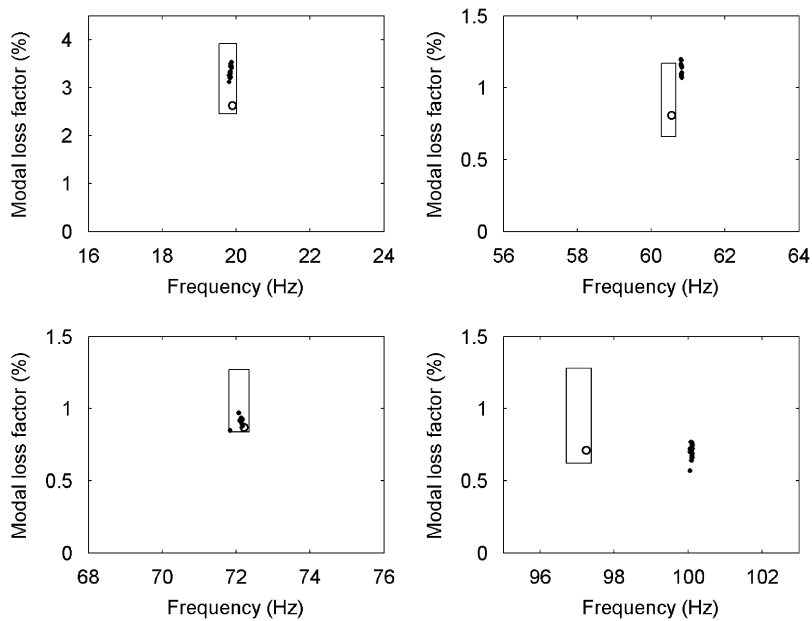 4
3
2
1
0
16 18 20 22 24
Frequency (Hz)
Modal loss factor (%)
1.5
1
0.5
0
56 58 60 62 64
Frequency (Hz)
Modal loss factor (%)
1.5
1
0.5
0
68 70 72 74 76
Frequency (Hz)
Modal loss factor (%)
1.5
1
0.5
0
96 98 100 102
Frequency (Hz)
Modal loss factor (%)